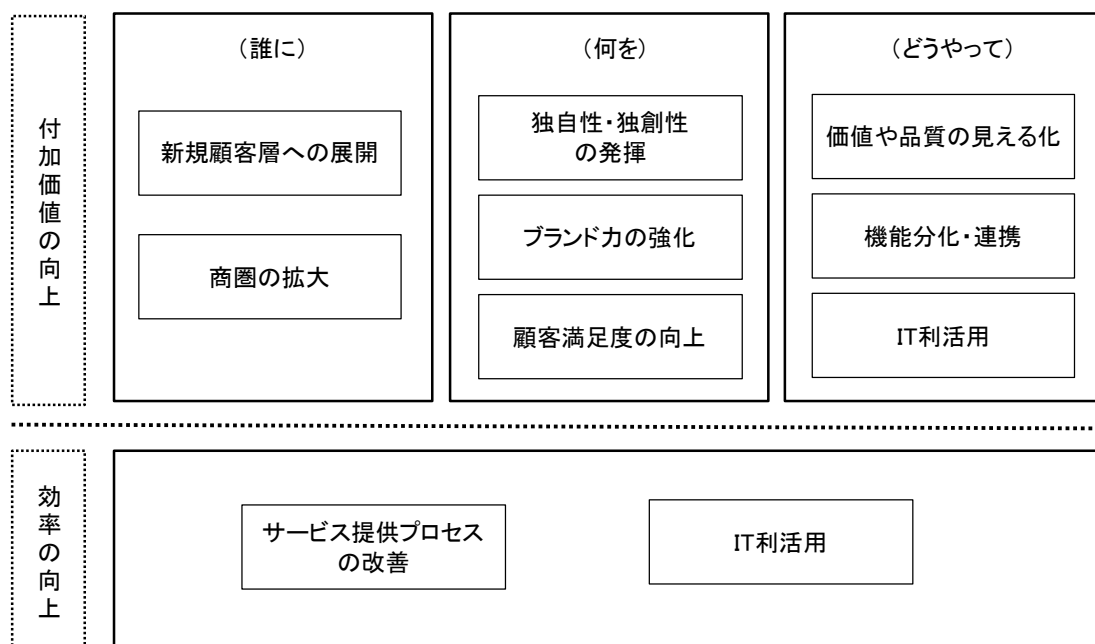 付加価値の向上
（誰に）
新規顧客層への展開
商圏の拡大
（何を）
独自性・独創性
の発揮
ブランド力の強化
顧客満足度の向上
（どうやって）
価値や品質の見える化
機能分化・連携
IT利活用
効率の向上
サービス提供プロセス
の改善
IT利活用